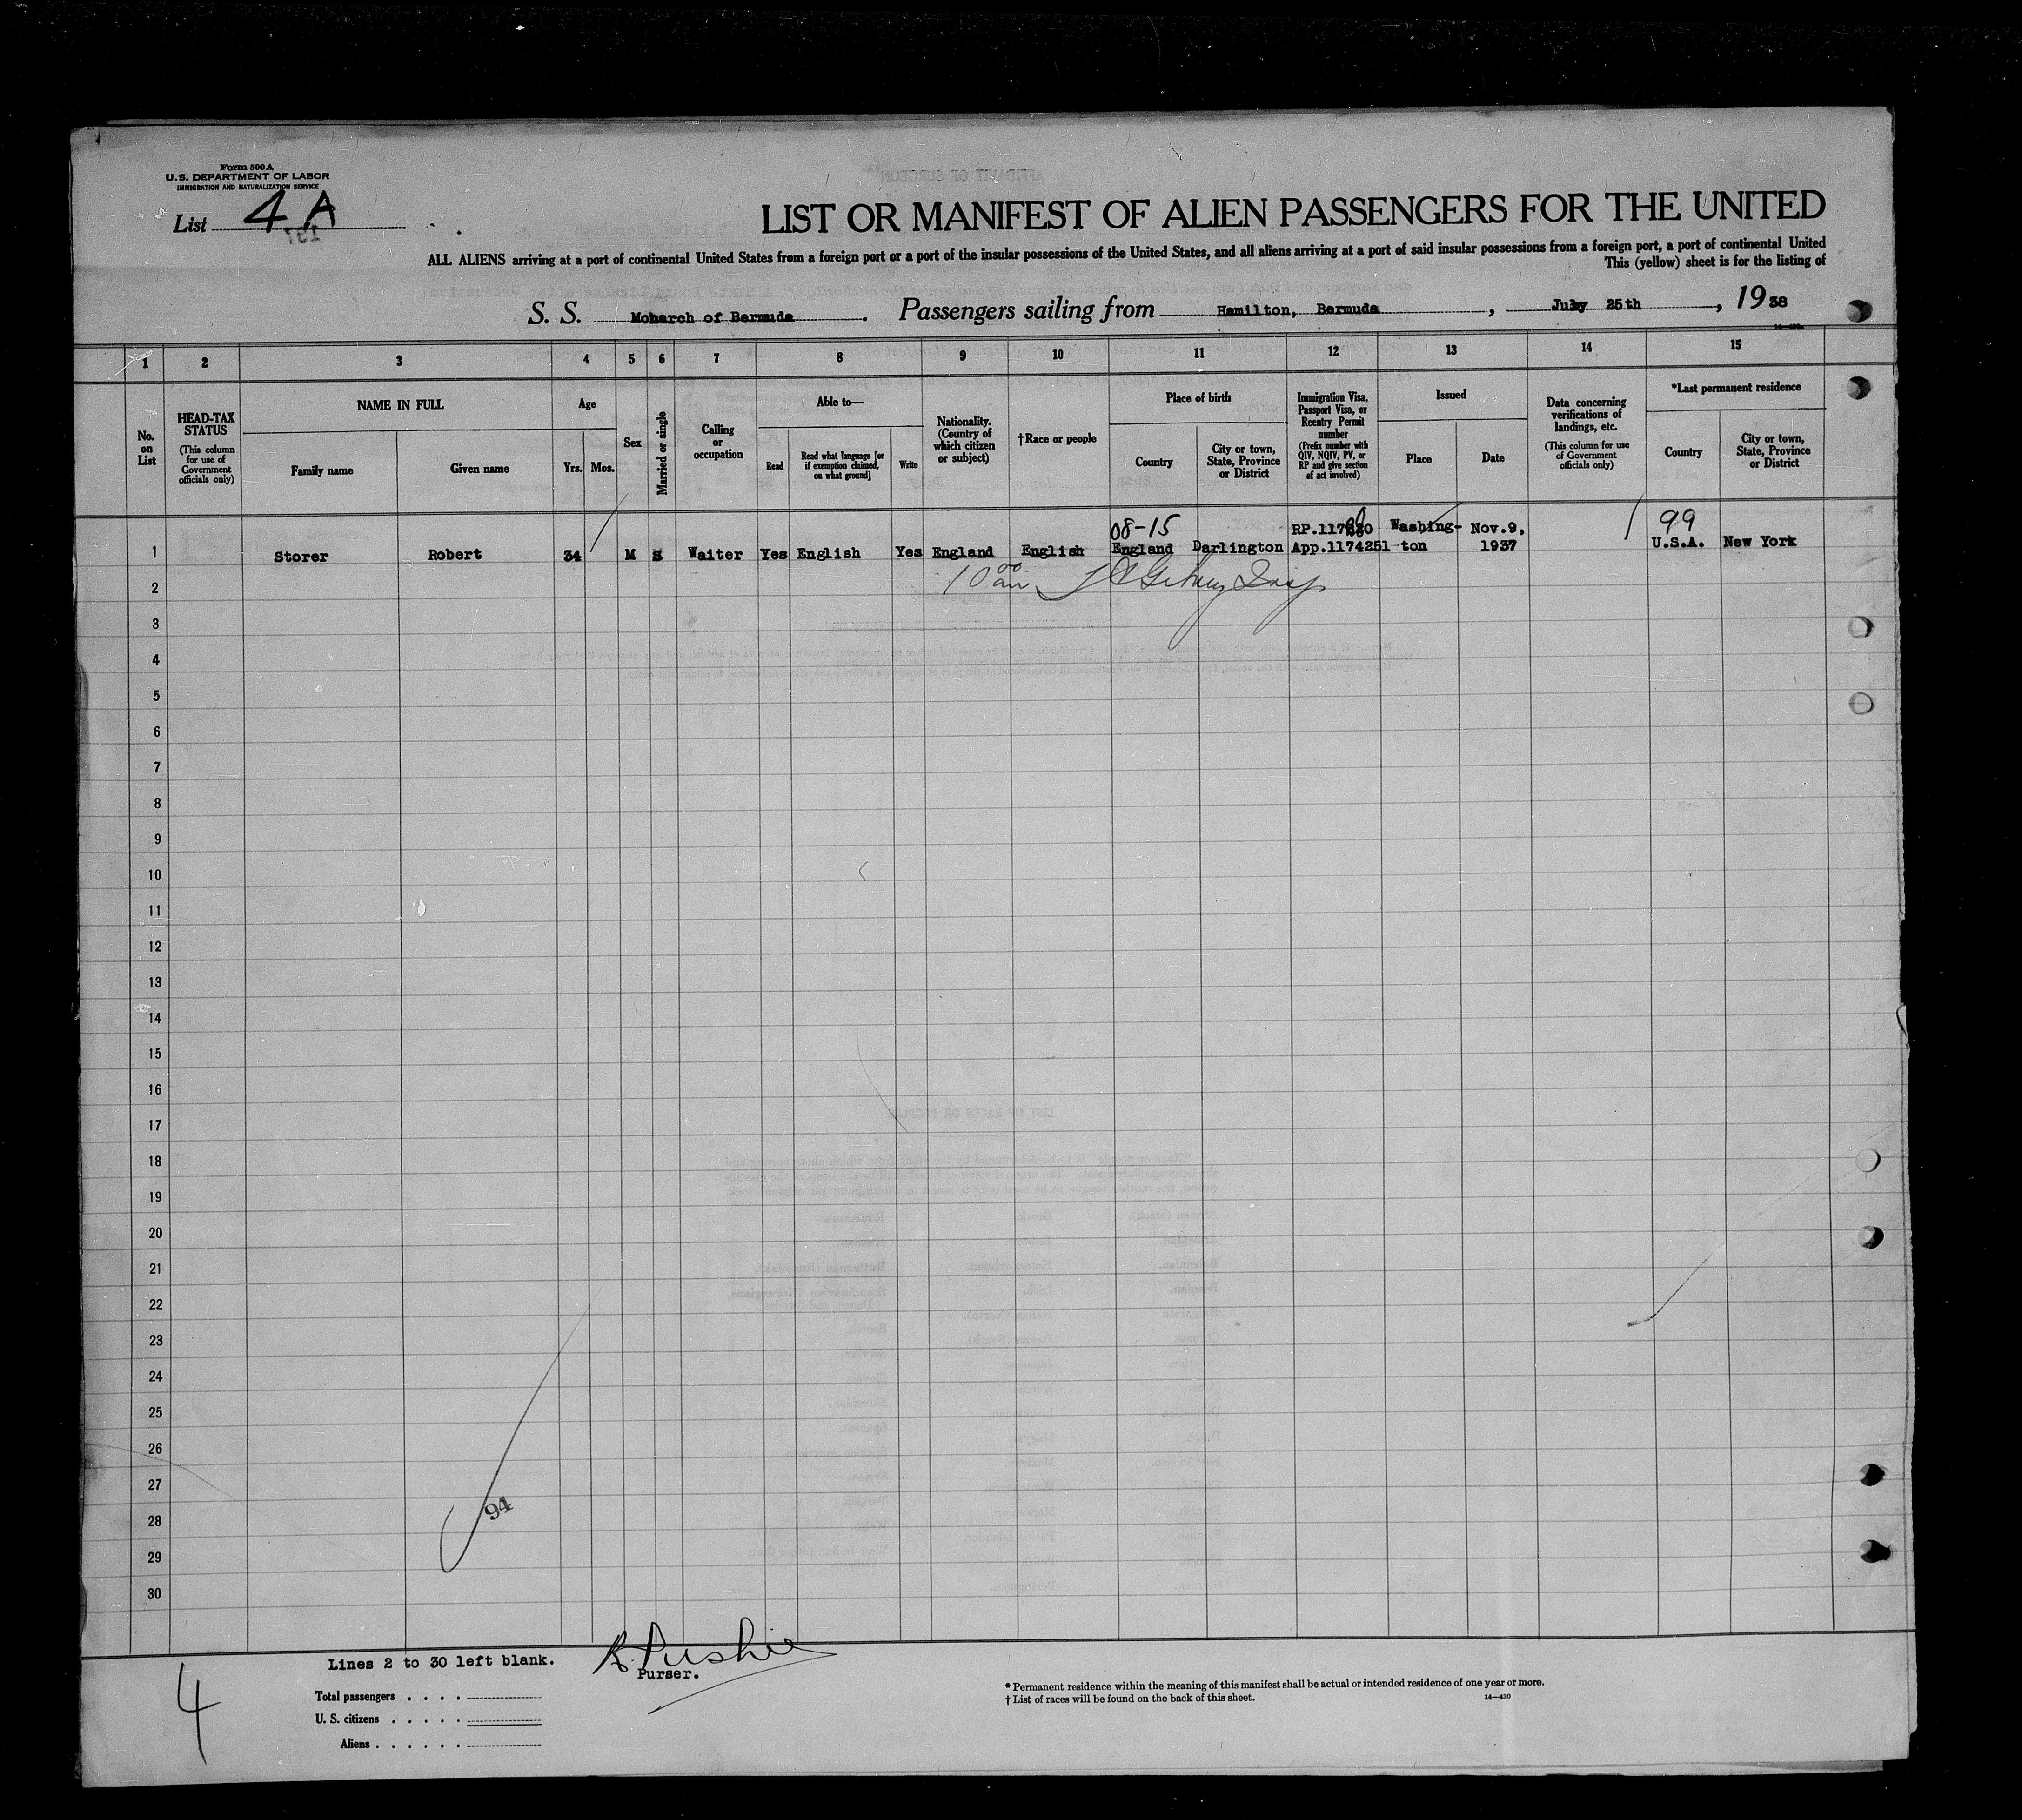 Form 500 A
U.S. DEPARTMENT OF LABOR
IMMIGRATION AND NATURALIZATION SERVICE
List 4 A
LIST OR MANIFEST OF ALIEN PASSENGERS FOR THE UNITED
ALL ALIENS arriving at a port of continental United States from a foreign port or a port of the insular possessions of the United States, and all aliens arriving at a port of said insular possessions from a foreign port, a port of continental United
This (yellow) sheet is for the listing of
S. S. Monarch of Bermuda. Passengers sailing from Hamilton, Bermuda, July 25th, 1938
1 2 3 4 5 6 7 8 9 10 11 12 13 14 15
No. on List
HEAD-TAX STATUS
(This column for use of Government officials only)
NAME IN FULL
Family name
Given name
Age
Yrs. Mos.
Sex
Married or single
Calling or occupation
Able to—
Read
Read what language [or if exemption claimed, on what ground]
Write
Nationality. (Country of which citizen or subject)
†Race or people
Place of birth
Country
City or town, State, Province or District
Immigration Visa, Passport Visa, or Reentry Permit number
(Prefix number with QIV, NQIV, PV, or RP and give section of act involved)
Issued
Place
Date
Data concerning verifications of landings, etc.
(This column for use of Government officials only)
*Last permanent residence
Country
City or town, State, Province or District
08-15 Washing- Nov.9, 99
1 Storer Robert 34 M S Waiter Yes English Yes England English England Darlington App.1174251 ton 1937 U.S.A. New York
2 10 00 am
3
4
5
6
7
8
9
10
11
12
13
14
15
16
17
18
19
20
21
22
23
24
25
26
27
28
29
30
94
Lines 2 to 30 left blank.
Purser.
4
Total passengers
U. S. citizens
Aliens
* Permanent residence within the meaning of this manifest shall be actual or intended residence of one year or more.
† List of races will be found on the back of this sheet.
14—430